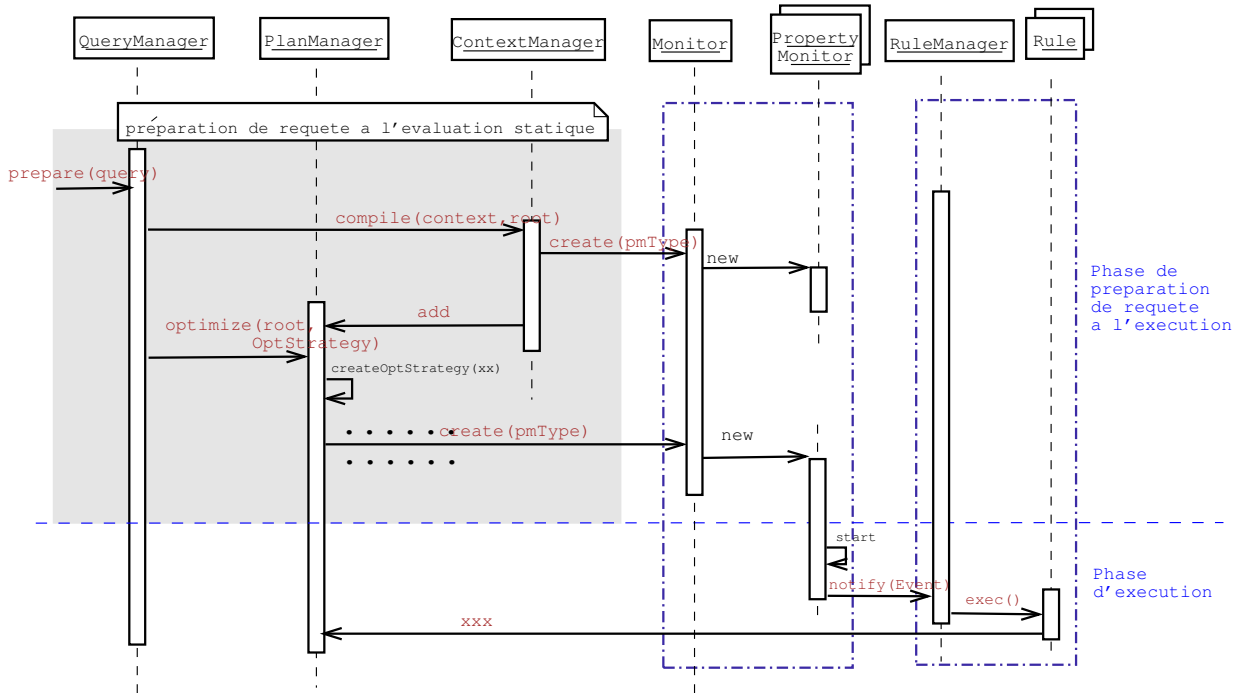 QueryManager
PlanManager
ContextManager
Monitor
Property
Monitor
RuleManager
Rule
préparation de requete a l'evaluation statique
prepare(query)
compile(context,root)
create(pmType)
new
add
optimize(root,
OptStrategy)
createOptStrategy(xx)
. . . . . .
create(pmType)
new
. . . . . .
Phase de
preparation
de requete
a l'execution
start
notify(Event)
exec()
xxx
Phase
d'execution